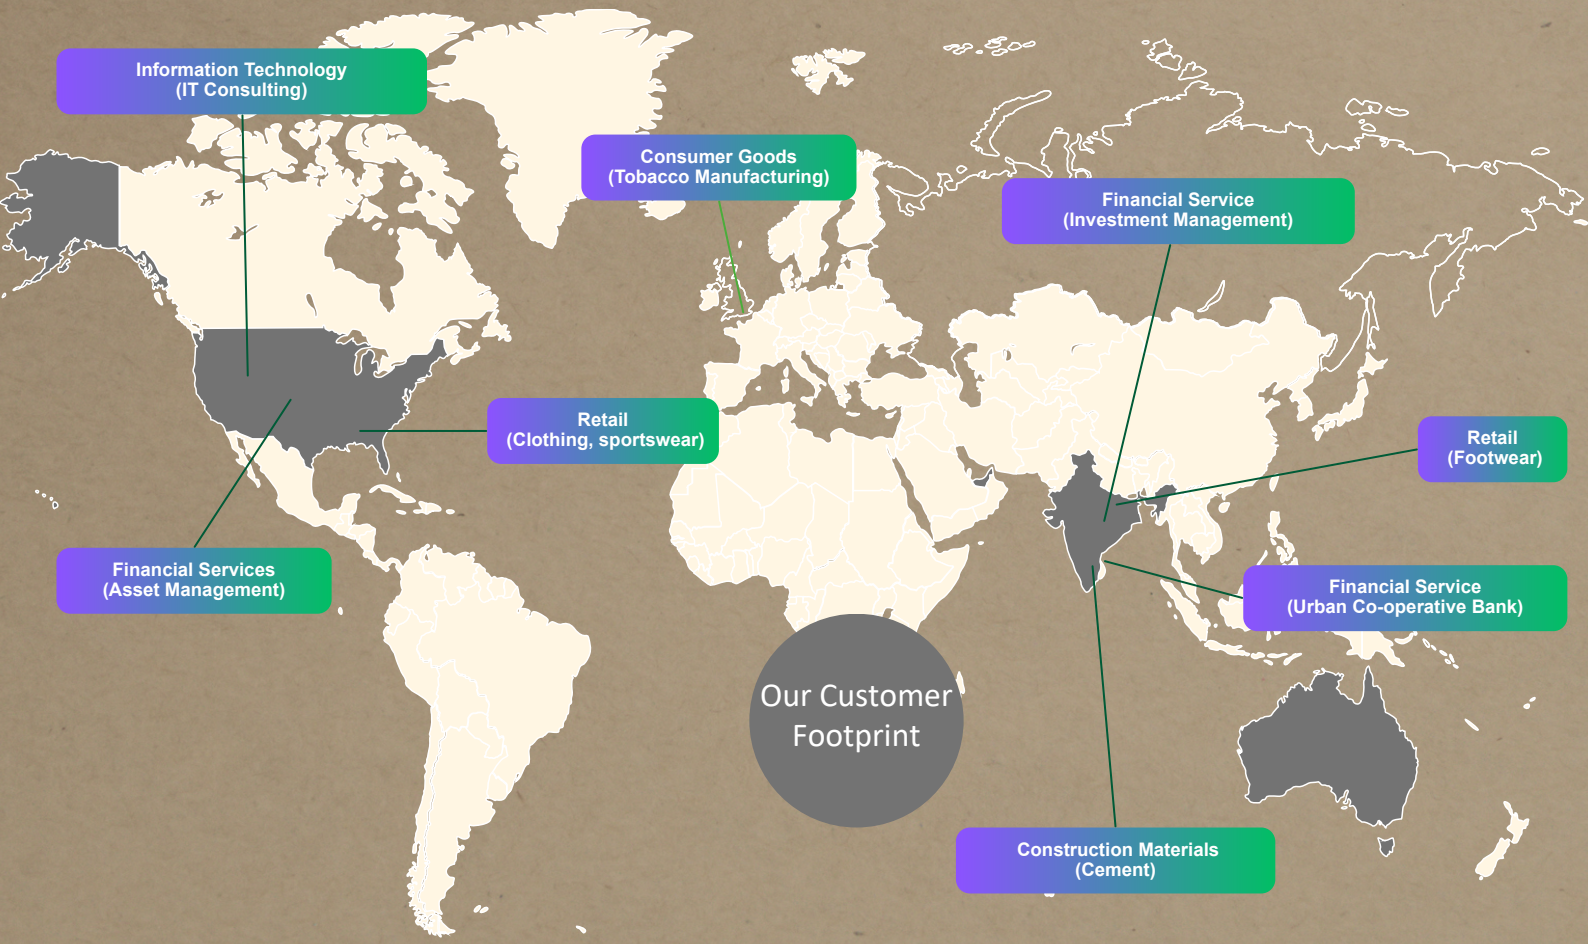 Information Technology
(IT Consulting)
Consumer Goods
(Tobacco Manufacturing)
Financial Service
(Investment Management)
Retail
(Clothing, sportswear)
Retail
(Footwear)
Financial Services
(Asset Management)
Financial Service
(Urban Co-operative Bank)
Our Customer
Footprint
Construction Materials
(Cement)